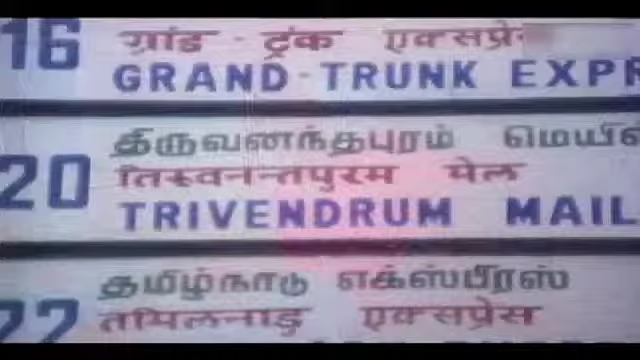 16 ग्रांड - ट्रंक एक्सप्रे
GRAND-TRUNK EXPR
திருவனந்தபுரம் மெயில்
20 तिरुवनन्तपुरम मेल
TRIVENDRUM MAIL
தமிழ்நாடு எக்ஸ்பிரஸ்
22 तमिलनाडु एक्सप्रेस